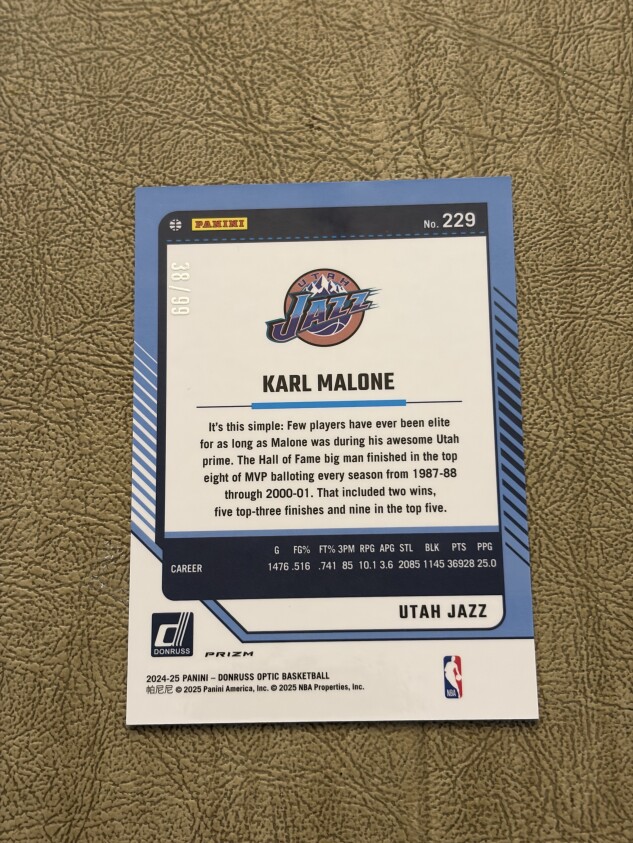 PANINI
No. 229
38/99
UTAH
JAZZ
KARL MALONE
It's this simple: Few players have ever been elite
for as long as Malone was during his awesome Utah
prime. The Hall of Fame big man finished in the top
eight of MVP balloting every season from 1987-88
through 2000-01. That included two wins,
five top-three finishes and nine in the top five.
G FG% FT% 3PM RPG APG STL BLK PTS PPG
CAREER 1476 .516 .741 85 10.1 3.6 2085 1145 36928 25.0
UTAH JAZZ
DONRUSS
PRIZM
2024-25 PANINI – DONRUSS OPTIC BASKETBALL
帕尼尼 © 2025 Panini America, Inc. © 2025 NBA Properties, Inc.
NBA